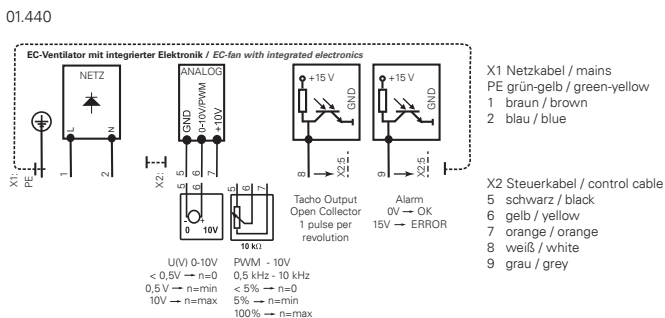 01.440
EC-Ventilator mit integrierter Elektronik / EC-fan with integrated electronics
NETZ
L
N
ANALOG
GND
0-10V/PWM
+10V
+15 V
GND
+15 V
GND
X1:
PE
1
2
X2:
5
6
7
8
X2:5
9
X2:5
5
6
5
6
7
- +
0 10V
10 kΩ
Tacho Output
Open Collector
1 pulse per
revolution
Alarm
0V → OK
15V → ERROR
U(V) 0-10V
< 0,5V → n=0
0,5 V → n=min
10V → n=max
PWM - 10V
0,5 kHz - 10 kHz
< 5% → n=0
5% → n=min
100% → n=max
X1 Netzkabel / mains
PE grün-gelb / green-yellow
1 braun / brown
2 blau / blue
X2 Steuerkabel / control cable
5 schwarz / black
6 gelb / yellow
7 orange / orange
8 weiß / white
9 grau / grey